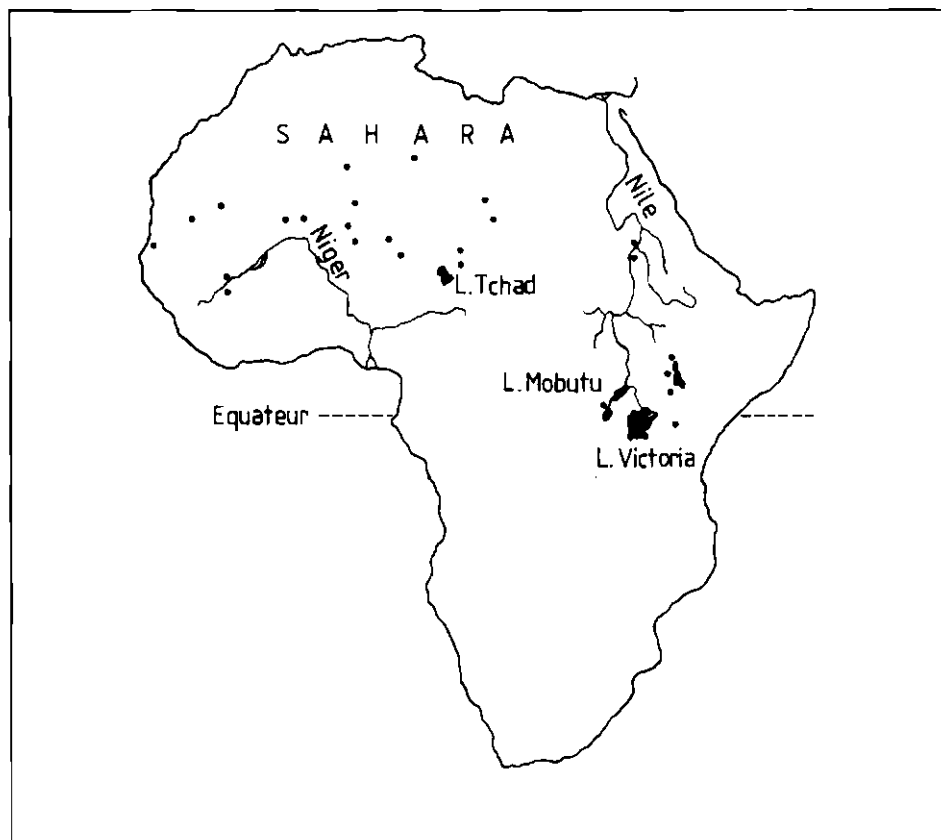 S A H A R A
Nile
Niger
L. Tchad
L. Mobutu
Equateur
L. Victoria